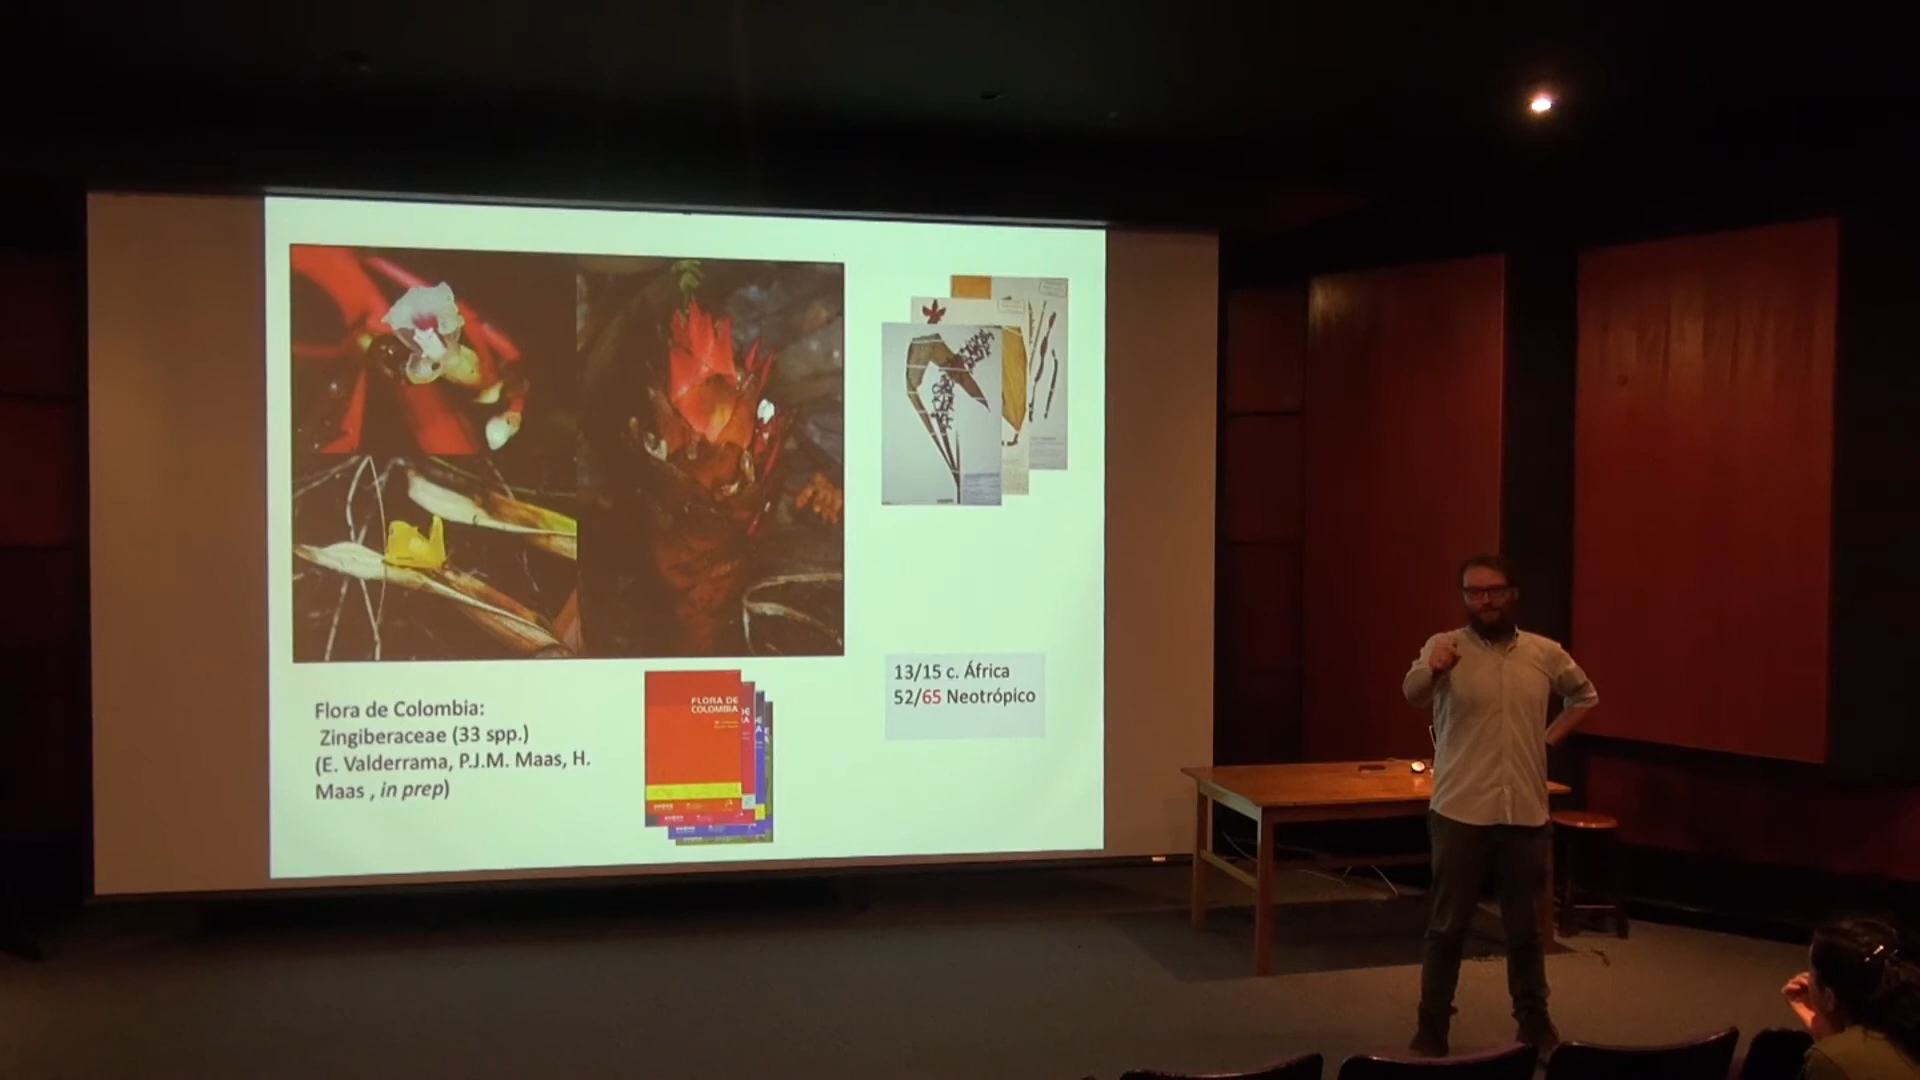 Flora de Colombia:
Zingiberaceae (33 spp.)
(E. Valderrama, P.J.M. Maas, H.
Maas , in prep)
FLORA DE
COLOMBIA
13/15 c. África
52/65 Neotrópico